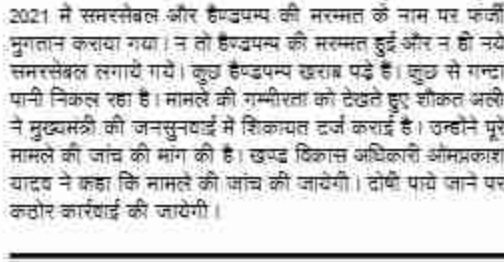 2021 में समरसेबल और हैण्डपम्प की मरम्मत के नाम पर फर्जी
भुगतान कराया गया। न तो हैण्डपम्प की मरम्मत हुई और न ही नये
समरसेबल लगाये गये। कुछ हैण्डपम्प खराब पड़े हैं। कुछ से गन्दा
पानी निकल रहा है। मामले की गम्भीरता को देखते हुए शौकत अली
ने मुख्यमंत्री की जनसुनवाई में शिकायत दर्ज कराई है। उन्होंने पूरे
मामले की जांच की मांग की है। खण्ड विकास अधिकारी ओमप्रकाश
यादव ने कहा कि मामले की जांच की जायेगी। दोषी पाये जाने पर
कठोर कार्रवाई की जायेगी।